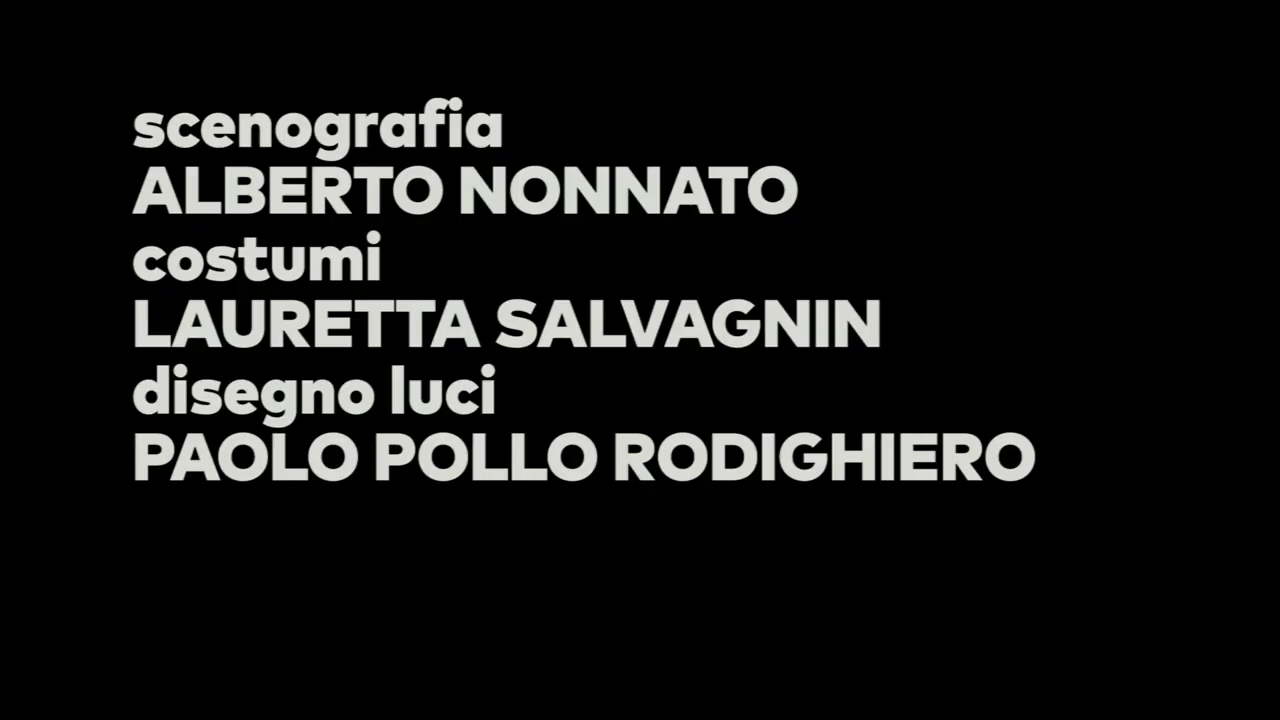 scenografia
ALBERTO NONNATO
costumi
LAURETTA SALVAGNIN
disegno luci
PAOLO POLLO RODIGHIERO